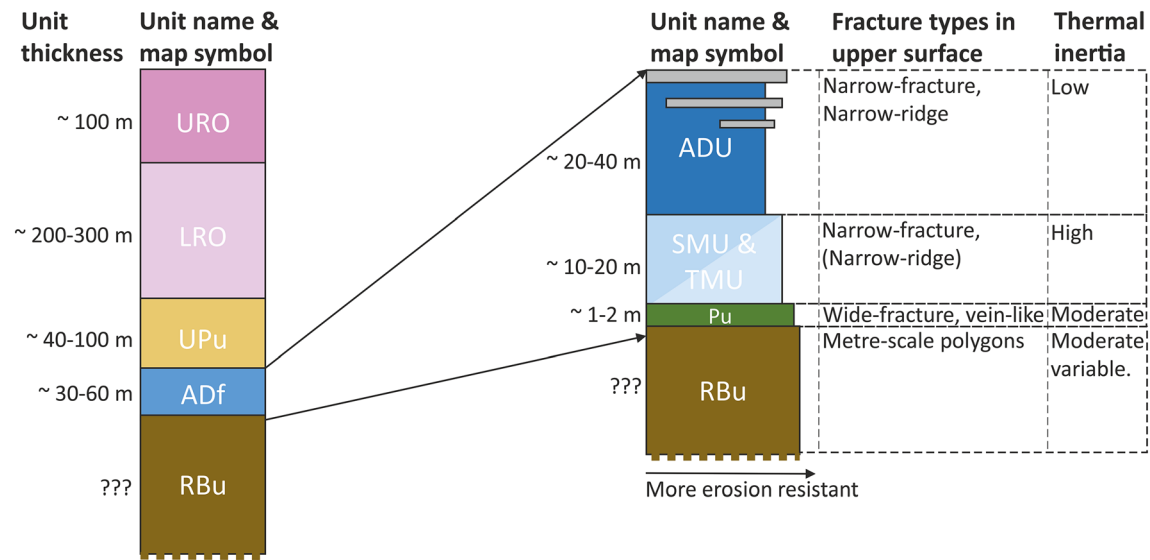 Unit
thickness
Unit name &
map symbol
~ 100 m
URO
~ 200-300 m
LRO
~ 40-100 m
UPu
~ 30-60 m
ADf
???
RBu
Unit name &
map symbol
Fracture types in
upper surface
Thermal
inertia
~ 20-40 m
ADU
Narrow-fracture,
Narrow-ridge
Low
~ 10-20 m
SMU &
TMU
Narrow-fracture,
(Narrow-ridge)
High
~ 1-2 m
Pu
Wide-fracture, vein-like
Moderate
???
RBu
Metre-scale polygons
Moderate
variable.
More erosion resistant